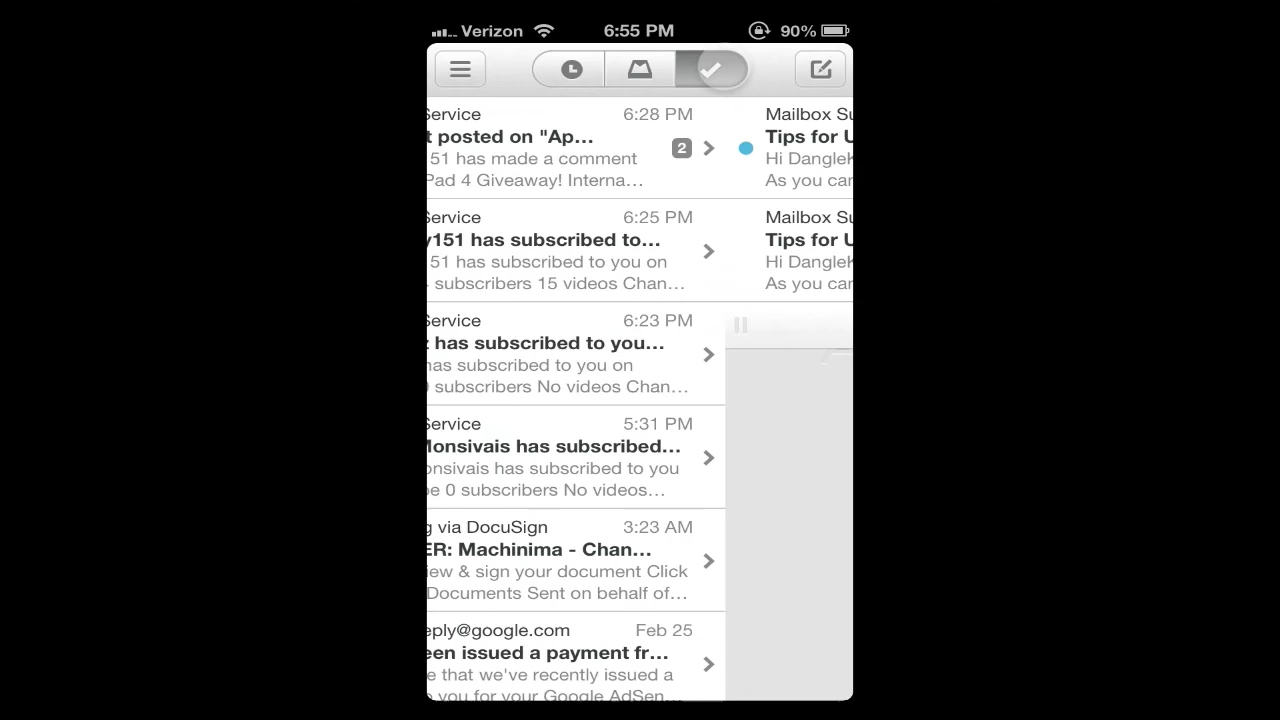 Verizon 6:55 PM 90%
Service 6:28 PM
t posted on "Ap...
51 has made a comment
Pad 4 Giveaway! Interna...
2
Service 6:25 PM
y151 has subscribed to...
51 has subscribed to you on
subscribers 15 videos Chan...
Service 6:23 PM
z has subscribed to you...
has subscribed to you on
0 subscribers No videos Chan...
Service 5:31 PM
Monsivais has subscribed...
onsivais has subscribed to you
be 0 subscribers No videos...
g via DocuSign 3:23 AM
ER: Machinima - Chan...
iew & sign your document Click
Documents Sent on behalf of...
eply@google.com Feb 25
een issued a payment fr...
e that we've recently issued a
to you for your Google AdSen...
Mailbox Su
Tips for U
Hi DangleK
As you can
Mailbox Su
Tips for U
Hi DangleK
As you can